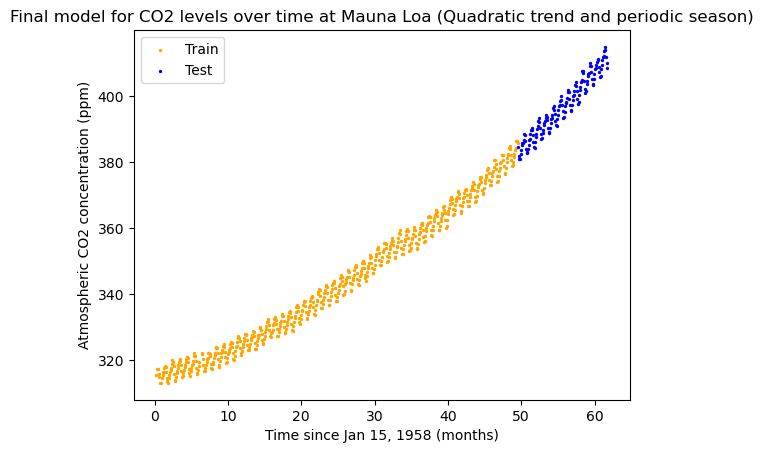 Final model for CO2 levels over time at Mauna Loa (Quadratic trend and periodic season)
Train
Test
Atmospheric CO2 concentration (ppm)
400
380
360
340
320
0 10 20 30 40 50 60
Time since Jan 15, 1958 (months)